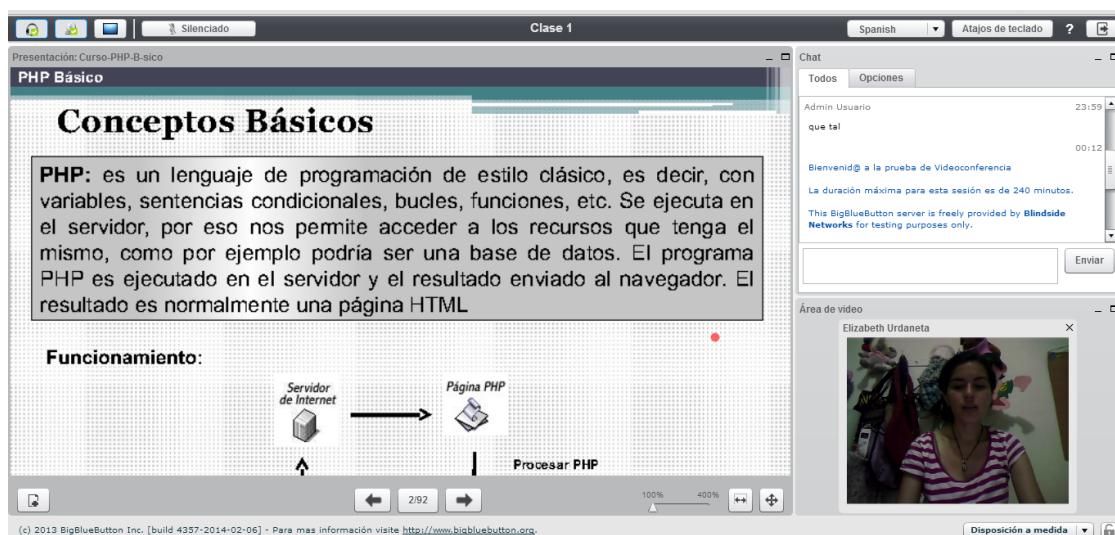 Silenciado
Clase 1
Spanish
Atajos de teclado
?
Presentación: Curso-PHP-B-sico
PHP Básico
Conceptos Básicos
PHP: es un lenguaje de programación de estilo clásico, es decir, con
variables, sentencias condicionales, bucles, funciones, etc. Se ejecuta en
el servidor, por eso nos permite acceder a los recursos que tenga el
mismo, como por ejemplo podría ser una base de datos. El programa
PHP es ejecutado en el servidor y el resultado enviado al navegador. El
resultado es normalmente una página HTML
Funcionamiento:
Servidor
de Internet
Página PHP
Procesar PHP
2/92
100%
400%
Chat
Todos
Opciones
Admin Usuario
23:59
que tal
00:12
Bienvenid@ a la prueba de Videoconferencia
La duración máxima para esta sesión es de 240 minutos.
This BigBlueButton server is freely provided by Blindside
Networks for testing purposes only.
Enviar
Área de video
Elizabeth Urdaneta
(c) 2013 BigBlueButton Inc. [build 4357-2014-02-06] - Para mas información visite http://www.bigbluebutton.org.
Disposición a medida